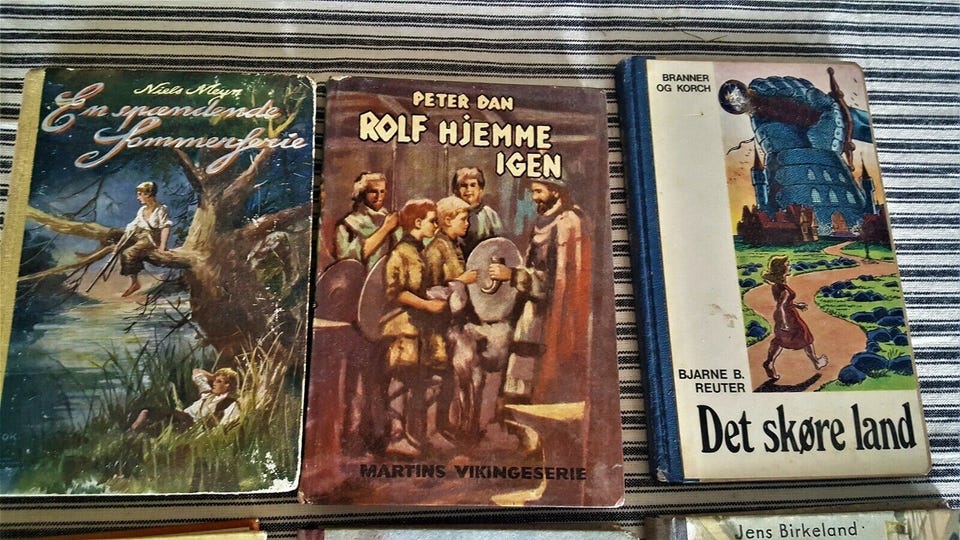 Niels Meyn
En spændende
Sommerferie
PETER DAN
ROLF HJEMME
IGEN
MARTINS VIKINGESERIE
BRANNER
OG KORCH
BJARNE B.
REUTER
Det skøre land
Jens Birkeland